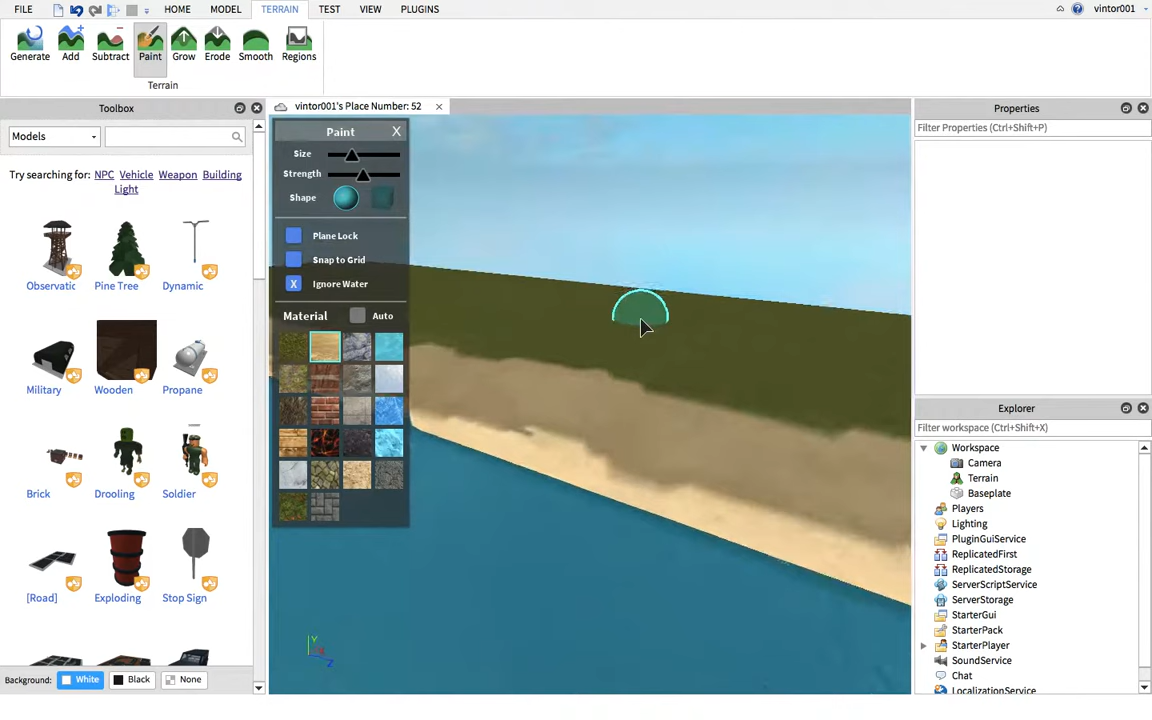 FILE HOME MODEL TERRAIN TEST VIEW PLUGINS vintor001
Generate Add Subtract Paint Grow Erode Smooth Regions
Terrain
Toolbox
vintor001's Place Number: 52
Properties
Models
Filter Properties (Ctrl+Shift+P)
Try searching for: NPC Vehicle Weapon Building
Light
Observatic Pine Tree Dynamic
Military Wooden Propane
Brick Drooling Soldier
[Road] Exploding Stop Sign
Background: White Black None
Paint X
Size
Strength
Shape
Plane Lock
Snap to Grid
X Ignore Water
Material Auto
Y
Z
Explorer
Filter workspace (Ctrl+Shift+X)
Workspace
Camera
Terrain
Baseplate
Players
Lighting
PluginGuiService
ReplicatedFirst
ReplicatedStorage
ServerScriptService
ServerStorage
StarterGui
StarterPack
StarterPlayer
SoundService
Chat
LocalizationService